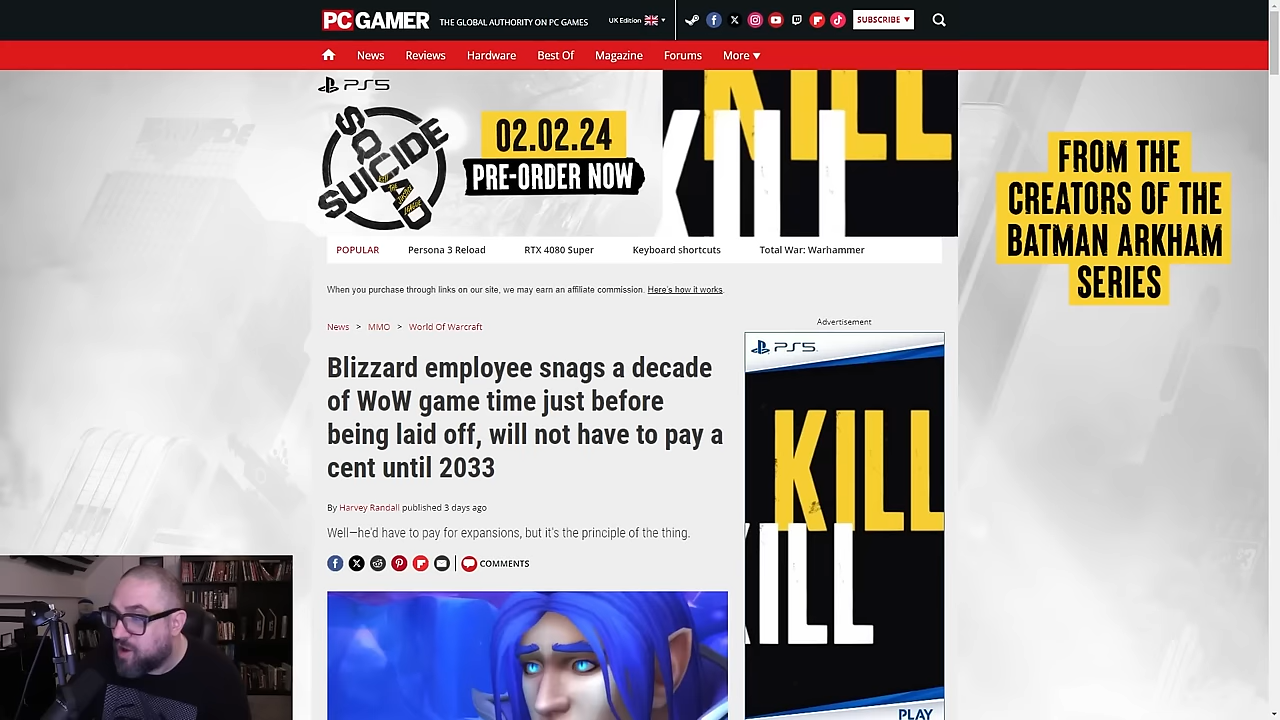 PC GAMER THE GLOBAL AUTHORITY ON PC GAMES
UK Edition
SUBSCRIBE
News Reviews Hardware Best Of Magazine Forums More
PS5
SUICIDE
SQUAD
02.02.24
PRE-ORDER NOW
KILL
KILL
FROM THE
CREATORS OF THE
BATMAN ARKHAM
SERIES
POPULAR Persona 3 Reload RTX 4080 Super Keyboard shortcuts Total War: Warhammer
When you purchase through links on our site, we may earn an affiliate commission. Here's how it works.
News > MMO > World Of Warcraft
Blizzard employee snags a decade
of WoW game time just before
being laid off, will not have to pay a
cent until 2033
By Harvey Randall published 3 days ago
Well—he'd have to pay for expansions, but it's the principle of the thing.
COMMENTS
Advertisement
PS5
KILL
KILL
PLAY